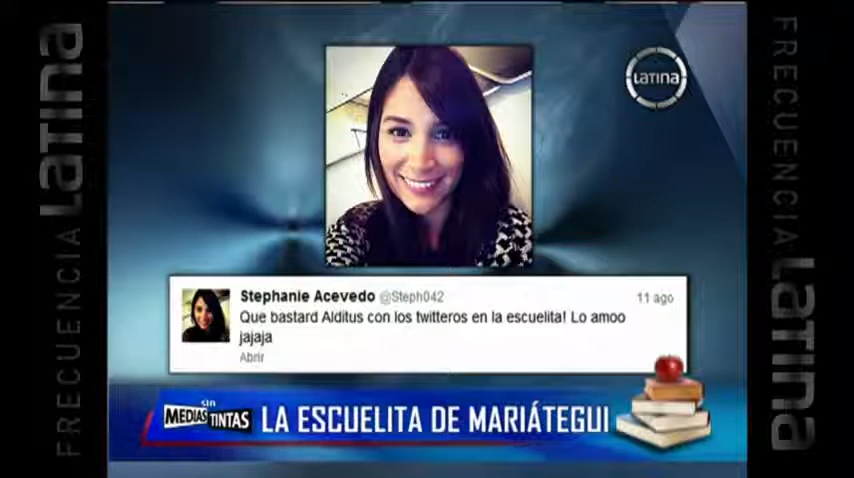 FRECUENCIA Latina
LATINA
Stephanie Acevedo @Steph042 11 ago
Que bastard Alditus con los twitteros en la escuelita! Lo amoo
jajaja
Abrir
sin
MEDIAS TINTAS
LA ESCUELITA DE MARIÁTEGUI
FRECUENCIA Latina